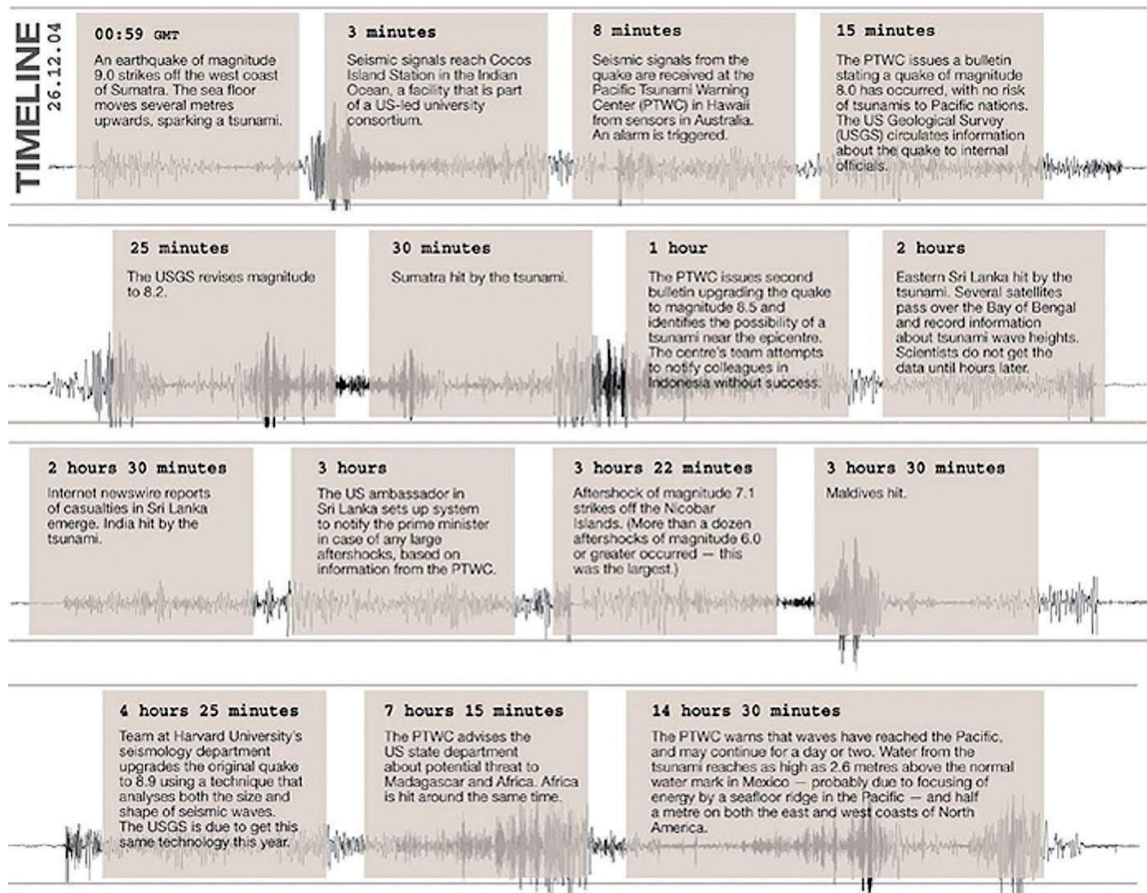 TIMELINE
26.12.04
00:59 GMT
An earthquake of magnitude
9.0 strikes off the west coast
of Sumatra. The sea floor
moves several metres
upwards, sparking a tsunami.
3 minutes
Seismic signals reach Cocos
Island Station in the Indian
Ocean, a facility that is part
of a US-led university
consortium.
8 minutes
Seismic signals from the
quake are received at the
Pacific Tsunami Warning
Center (PTWC) in Hawaii
from sensors in Australia.
An alarm is triggered.
15 minutes
The PTWC issues a bulletin
stating a quake of magnitude
8.0 has occurred, with no risk
of tsunamis to Pacific nations.
The US Geological Survey
(USGS) circulates information
about the quake to internal
officials.
25 minutes
The USGS revises magnitude
to 8.2.
30 minutes
Sumatra hit by the tsunami.
1 hour
The PTWC issues second
bulletin upgrading the quake
to magnitude 8.5 and
identifies the possibility of a
tsunami near the epicentre.
The centre's team attempts
to notify colleagues in
Indonesia without success.
2 hours
Eastern Sri Lanka hit by the
tsunami. Several satellites
pass over the Bay of Bengal
and record information
about tsunami wave heights.
Scientists do not get the
data until hours later.
2 hours 30 minutes
Internet newswire reports
of casualties in Sri Lanka
emerge. India hit by the
tsunami.
3 hours
The US ambassador in
Sri Lanka sets up system
to notify the prime minister
in case of any large
aftershocks, based on
information from the PTWC.
3 hours 22 minutes
Aftershock of magnitude 7.1
strikes off the Nicobar
Islands. (More than a dozen
aftershocks of magnitude 6.0
or greater occurred — this
was the largest.)
3 hours 30 minutes
Maldives hit.
4 hours 25 minutes
Team at Harvard University's
seismology department
upgrades the original quake
to 8.9 using a technique that
analyses both the size and
shape of seismic waves.
The USGS is due to get this
same technology this year.
7 hours 15 minutes
The PTWC advises the
US state department
about potential threat to
Madagascar and Africa. Africa
is hit around the same time.
14 hours 30 minutes
The PTWC warns that waves have reached the Pacific,
and may continue for a day or two. Water from the
tsunami reaches as high as 2.6 metres above the normal
water mark in Mexico — probably due to focusing of
energy by a seafloor ridge in the Pacific — and half
a metre on both the east and west coasts of North
America.